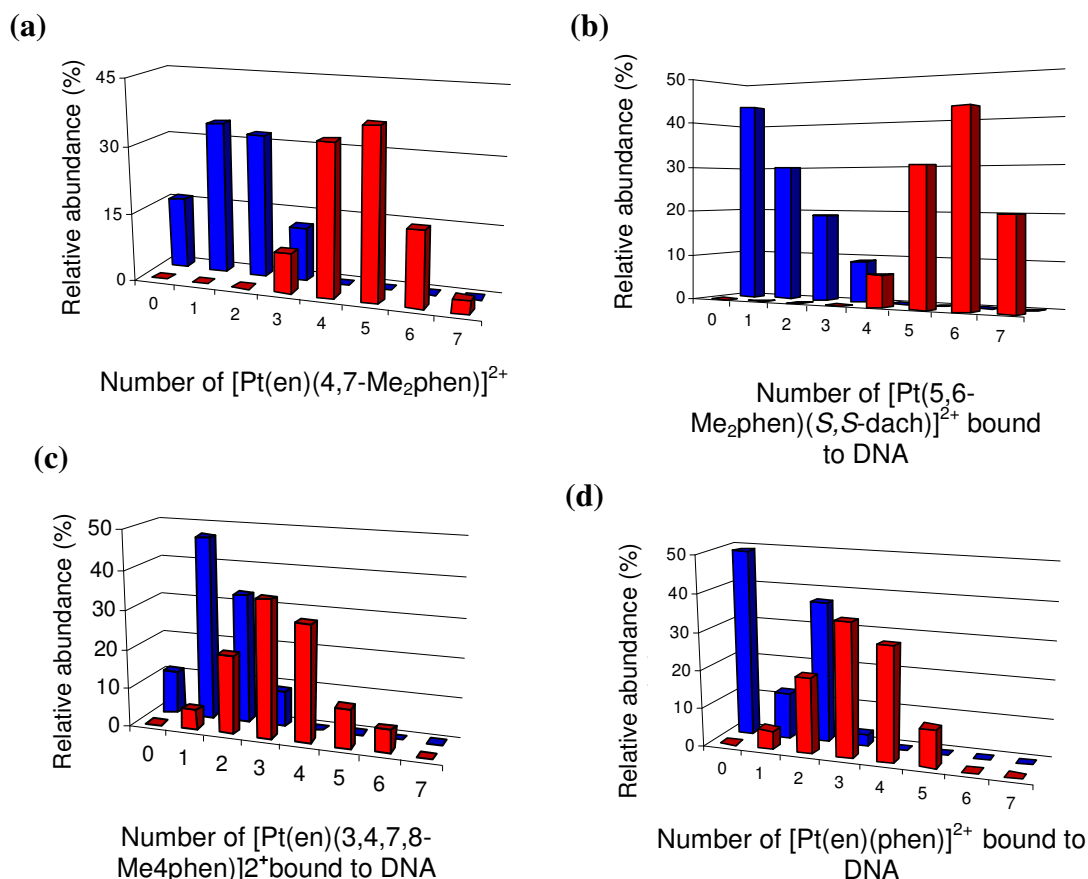 (a)
Relative abundance (%)
45
30
15
0
0 1 2 3 4 5 6 7
Number of [Pt(en)(4,7-Me₂phen)]²⁺
(b)
Relative abundance (%)
50
40
30
20
10
0
0 1 2 3 4 5 6 7
Number of [Pt(5,6-
Me₂phen)(S,S-dach)]²⁺ bound
to DNA
(c)
Relative abundance (%)
50
40
30
20
10
0
0 1 2 3 4 5 6 7
Number of [Pt(en)(3,4,7,8-
Me4phen)]2⁺bound to DNA
(d)
Relative abundance (%)
50
40
30
20
10
0
0 1 2 3 4 5 6 7
Number of [Pt(en)(phen)]²⁺ bound to
DNA